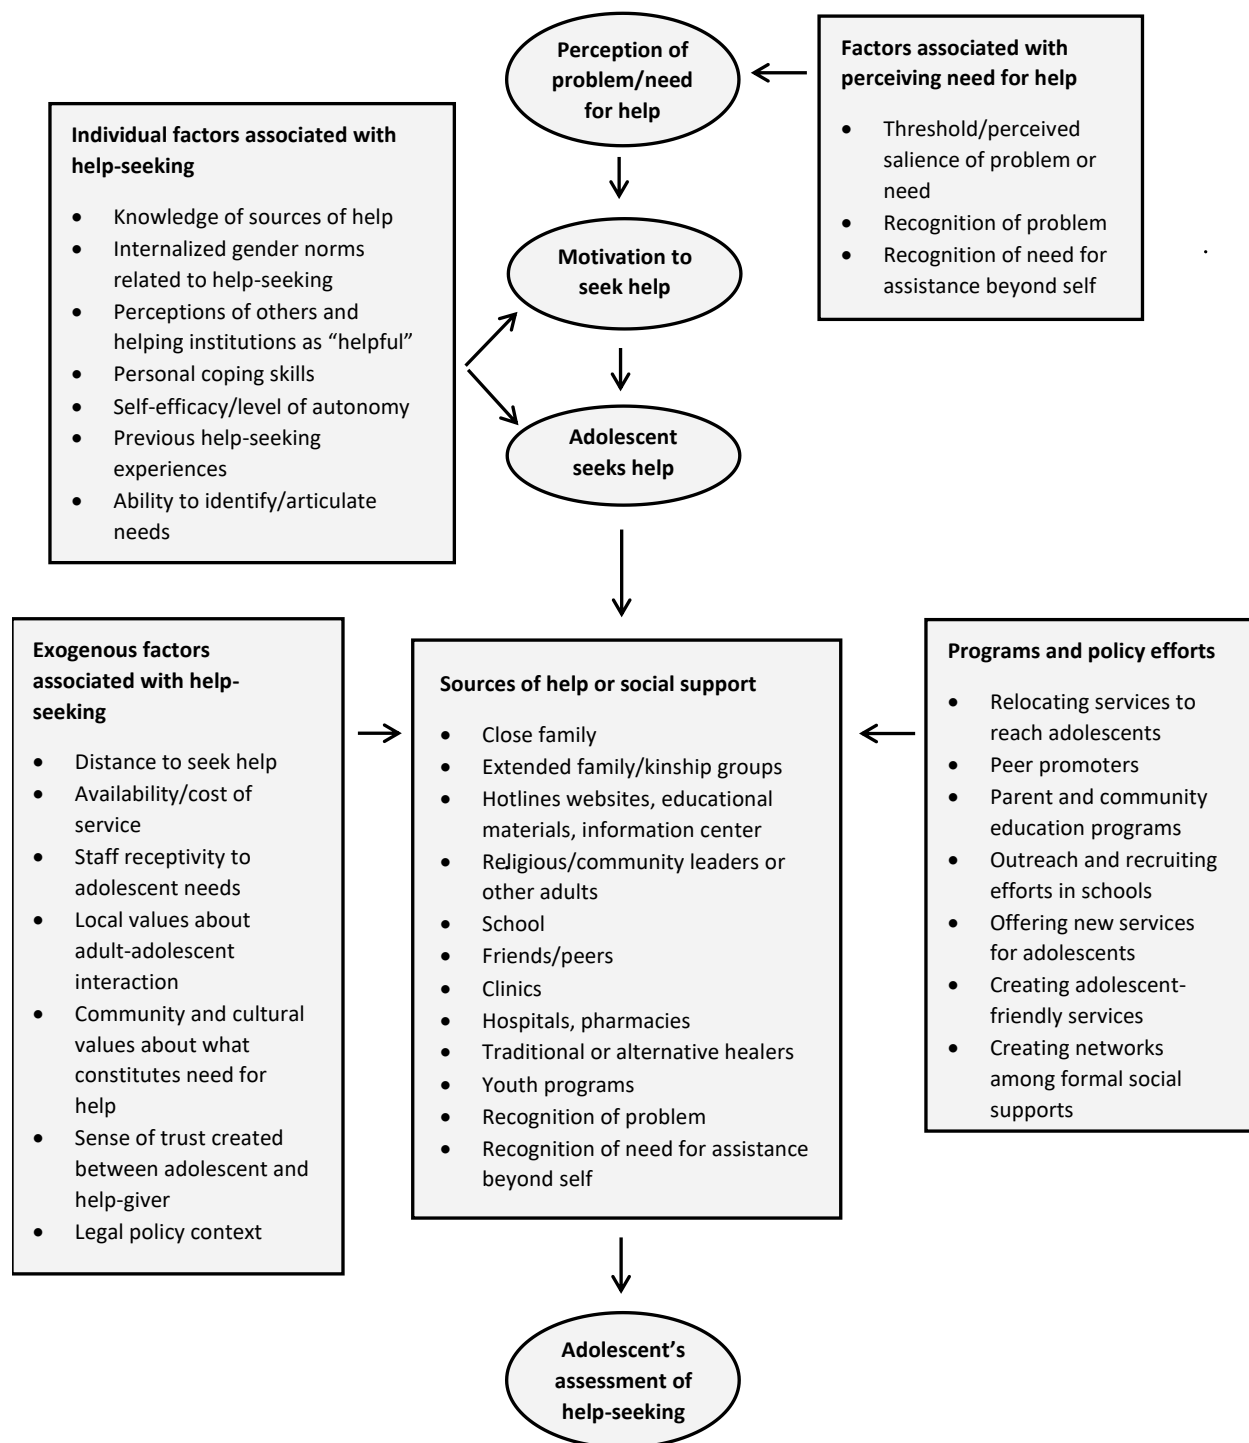 Perception of
problem/need
for help
Factors associated with
perceiving need for help
• Threshold/perceived
salience of problem or
need
• Recognition of problem
• Recognition of need for
assistance beyond self
Individual factors associated with
help-seeking
• Knowledge of sources of help
• Internalized gender norms
related to help-seeking
• Perceptions of others and
helping institutions as “helpful”
• Personal coping skills
• Self-efficacy/level of autonomy
• Previous help-seeking
experiences
• Ability to identify/articulate
needs
Motivation to
seek help
.
Adolescent
seeks help
Exogenous factors
associated with help-
seeking
• Distance to seek help
• Availability/cost of
service
• Staff receptivity to
adolescent needs
• Local values about
adult-adolescent
interaction
• Community and cultural
values about what
constitutes need for
help
• Sense of trust created
between adolescent and
help-giver
• Legal policy context
Sources of help or social support
• Close family
• Extended family/kinship groups
• Hotlines websites, educational
materials, information center
• Religious/community leaders or
other adults
• School
• Friends/peers
• Clinics
• Hospitals, pharmacies
• Traditional or alternative healers
• Youth programs
• Recognition of problem
• Recognition of need for assistance
beyond self
Programs and policy efforts
• Relocating services to
reach adolescents
• Peer promoters
• Parent and community
education programs
• Outreach and recruiting
efforts in schools
• Offering new services
for adolescents
• Creating adolescent-
friendly services
• Creating networks
among formal social
supports
Adolescent’s
assessment of
help-seeking